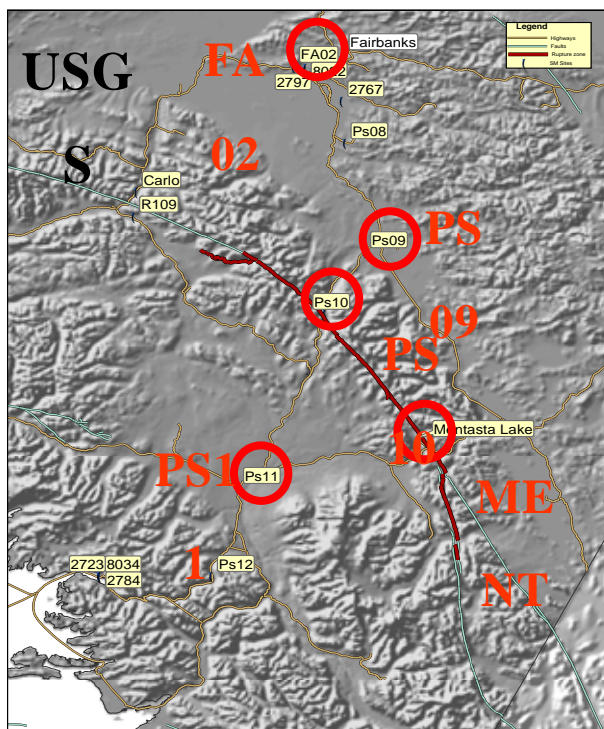 Legend
Highways
Faults
Rupture zone
SM Sites
USG
S
FA
02
FA02
Fairbanks
8022
2797
2767
Ps08
Carlo
R109
Ps09
PS
09
Ps10
PS
10
Mentasta Lake
PS1
1
Ps11
ME
NT
2723
8034
2784
Ps12